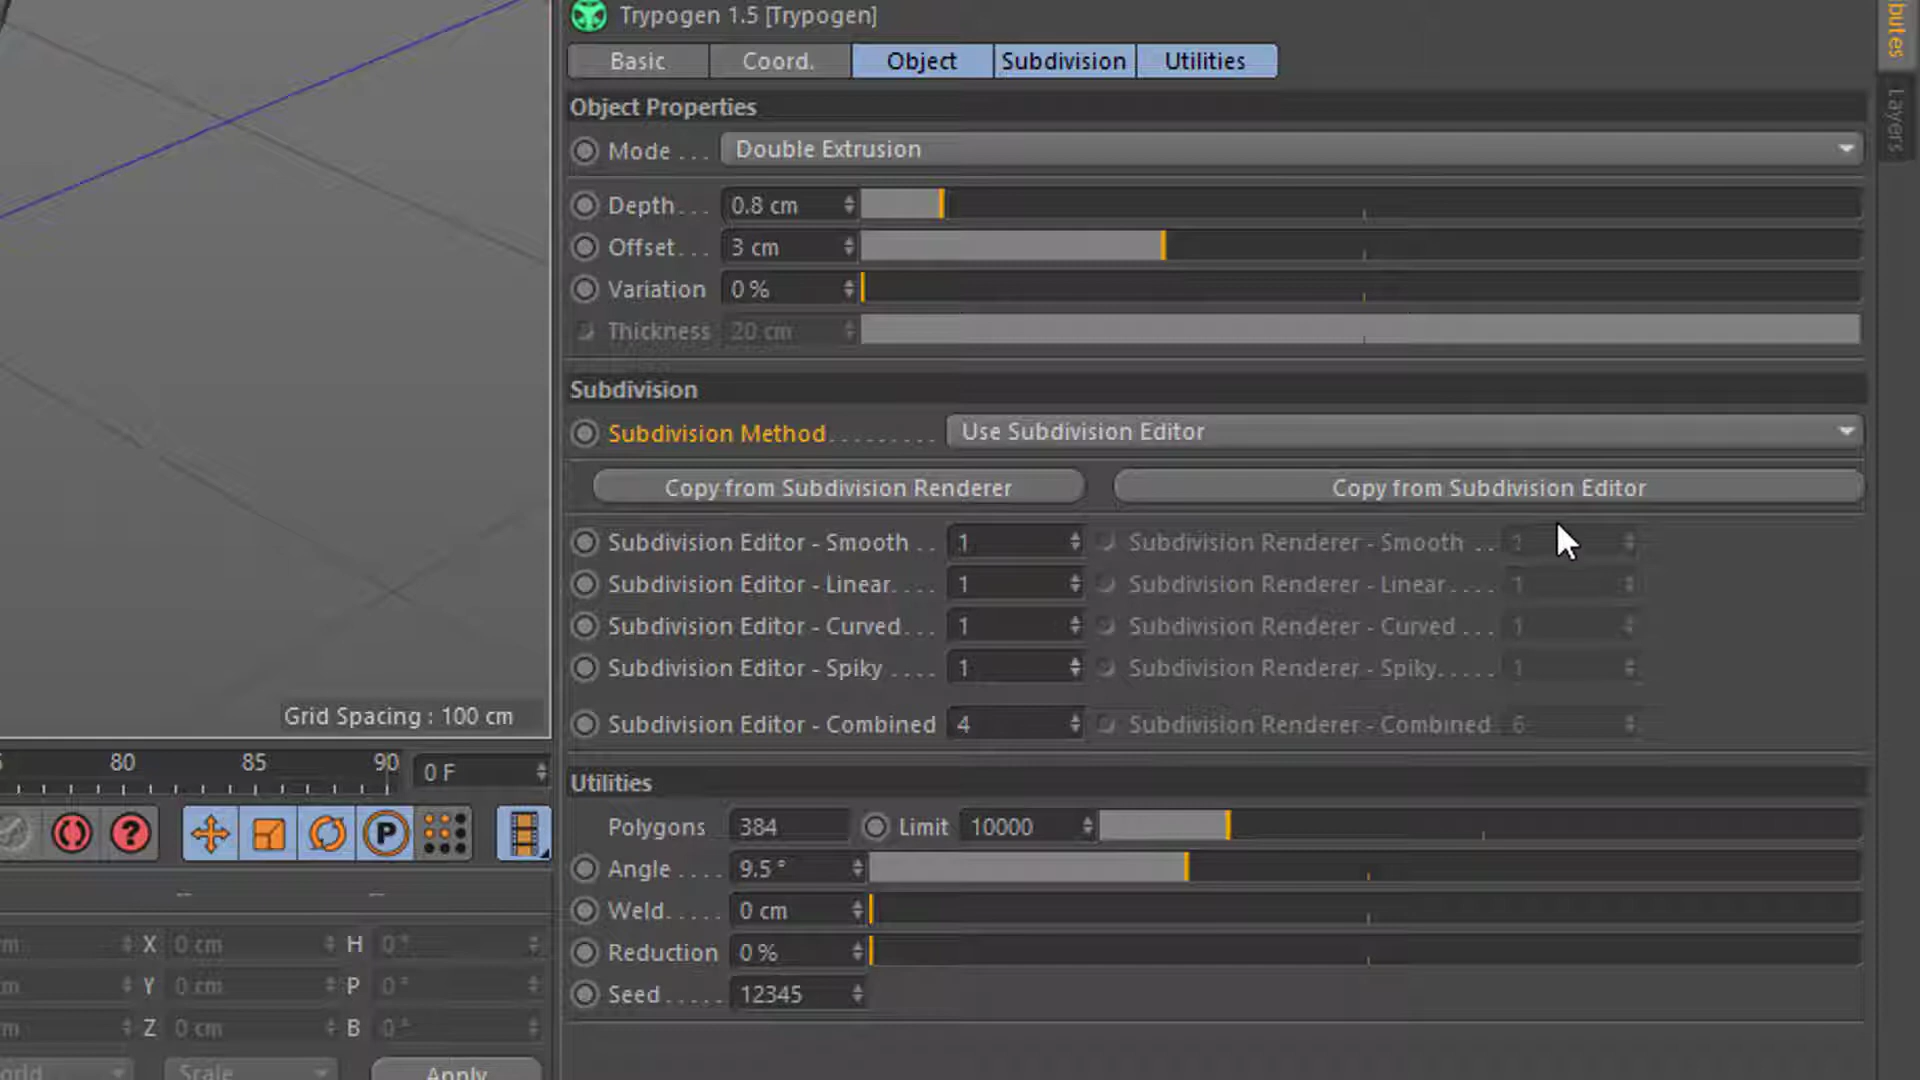 Trypogen 1.5 [Trypogen]
Basic Coord. Object Subdivision Utilities
Object Properties
Mode . . . Double Extrusion
Depth . . . 0.8 cm
Offset. . . 3 cm
Variation 0 %
Thickness 20 cm
Subdivision
Subdivision Method . . . . . . . . . Use Subdivision Editor
Copy from Subdivision Renderer Copy from Subdivision Editor
Subdivision Editor - Smooth . . 1 Subdivision Renderer - Smooth . .
Subdivision Editor - Linear. . . . 1 Subdivision Renderer - Linear . . . . 1
Subdivision Editor - Curved. . . 1 Subdivision Renderer - Curved . . . 1
Subdivision Editor - Spiky . . . . 1 Subdivision Renderer - Spiky. . . . . 1
Subdivision Editor - Combined 4 Subdivision Renderer - Combined 6
Utilities
Polygons 384 Limit 10000
Angle . . . . 9.5 °
Weld. . . . . 0 cm
Reduction 0 %
Seed . . . . . 12345
Layers
Grid Spacing : 100 cm
80 85 90 0 F
? P
-- --
X 0 cm H 0 °
Y 0 cm P 0 °
Z 0 cm B 0 °
Scale Apply